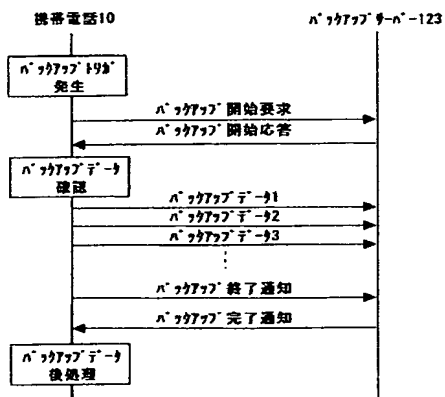 携帯電話10
バックアップサーバー123
バックアップトリガ
発生
バックアップ開始要求
バックアップ開始応答
バックアップデータ
確認
バックアップデータ1
バックアップデータ2
バックアップデータ3
バックアップ終了通知
バックアップ完了通知
バックアップデータ
後処理